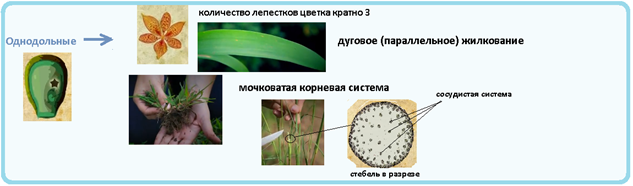 количество лепестков цветка кратно 3
Однодольные
дуговое (параллельное) жилкование
мочковатая корневая система
сосудистая система
стебель в разрезе